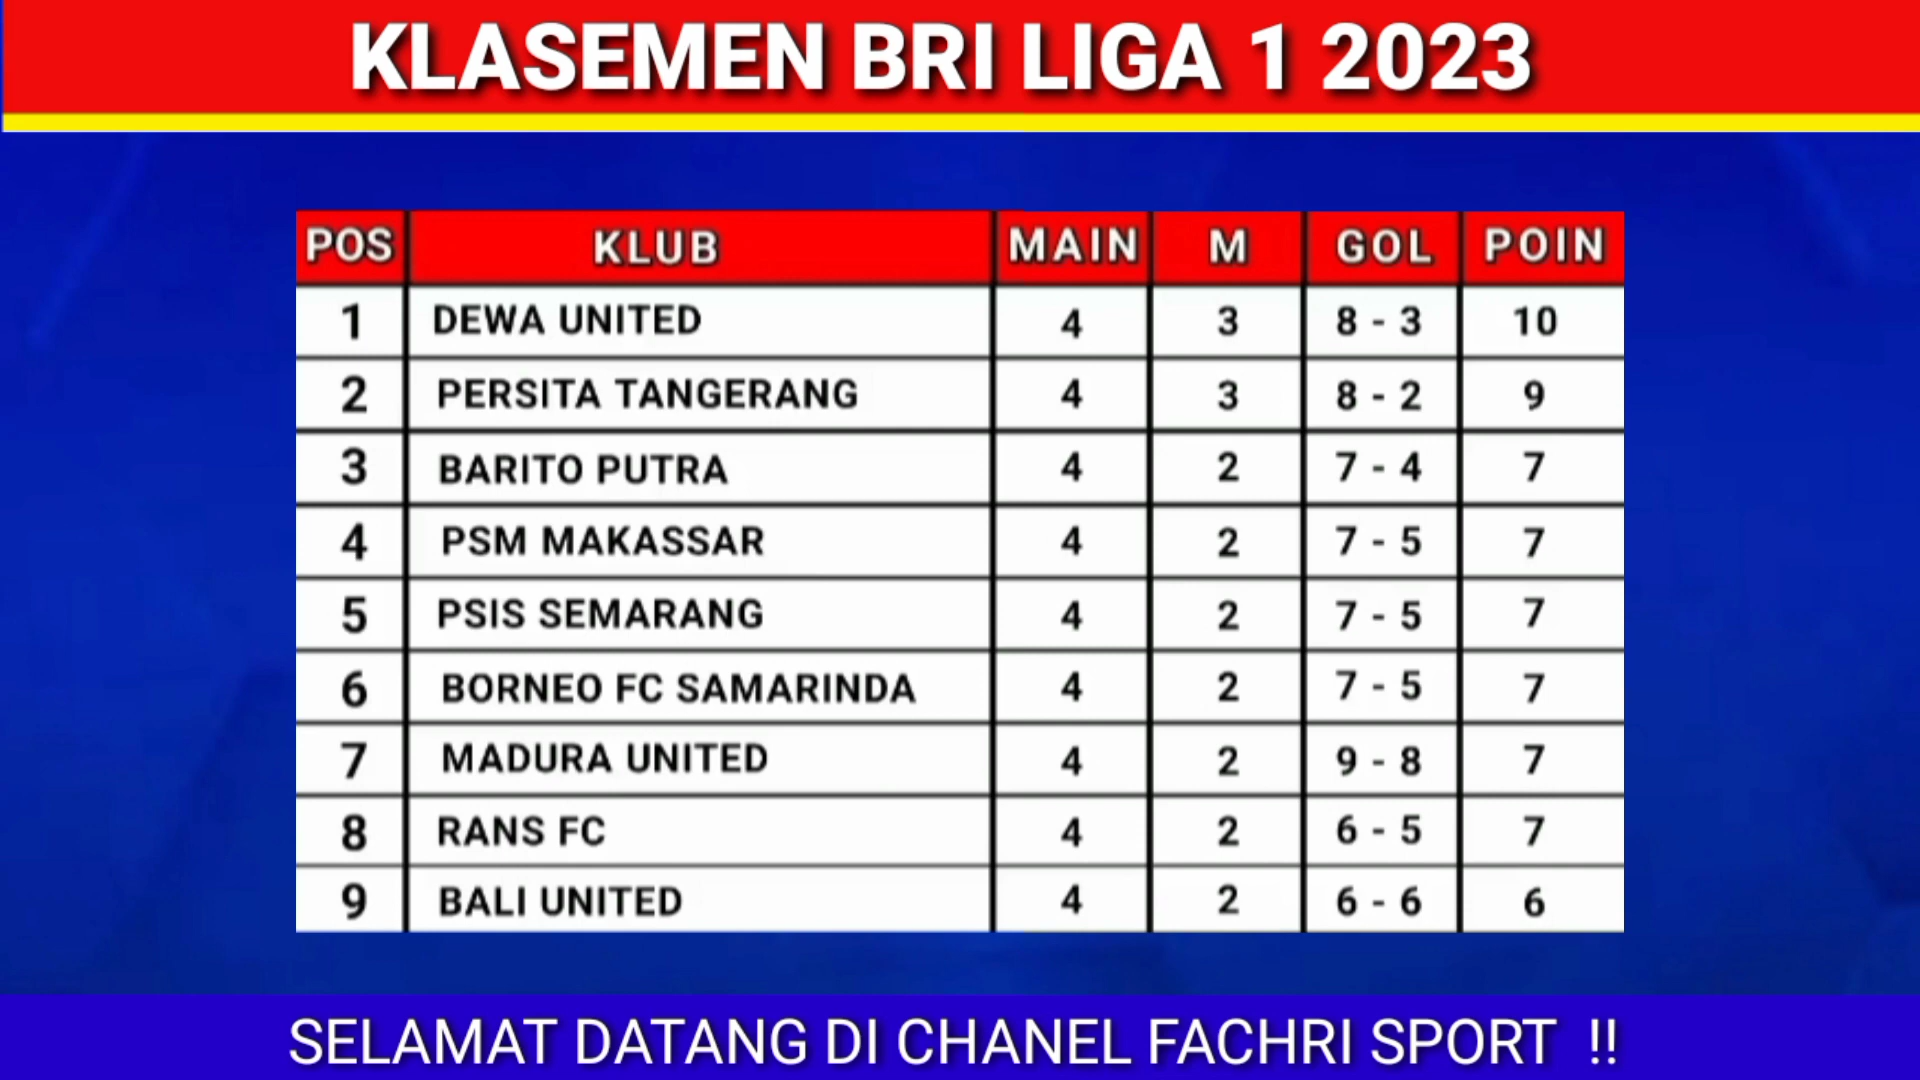 KLASEMEN BRI LIGA 1 2023
POS KLUB MAIN M GOL POIN
1 DEWA UNITED 4 3 8 - 3 10
2 PERSITA TANGERANG 4 3 8 - 2 9
3 BARITO PUTRA 4 2 7 - 4 7
4 PSM MAKASSAR 4 2 7 - 5 7
5 PSIS SEMARANG 4 2 7 - 5 7
6 BORNEO FC SAMARINDA 4 2 7 - 5 7
7 MADURA UNITED 4 2 9 - 8 7
8 RANS FC 4 2 6 - 5 7
9 BALI UNITED 4 2 6 - 6 6
SELAMAT DATANG DI CHANEL FACHRI SPORT !!